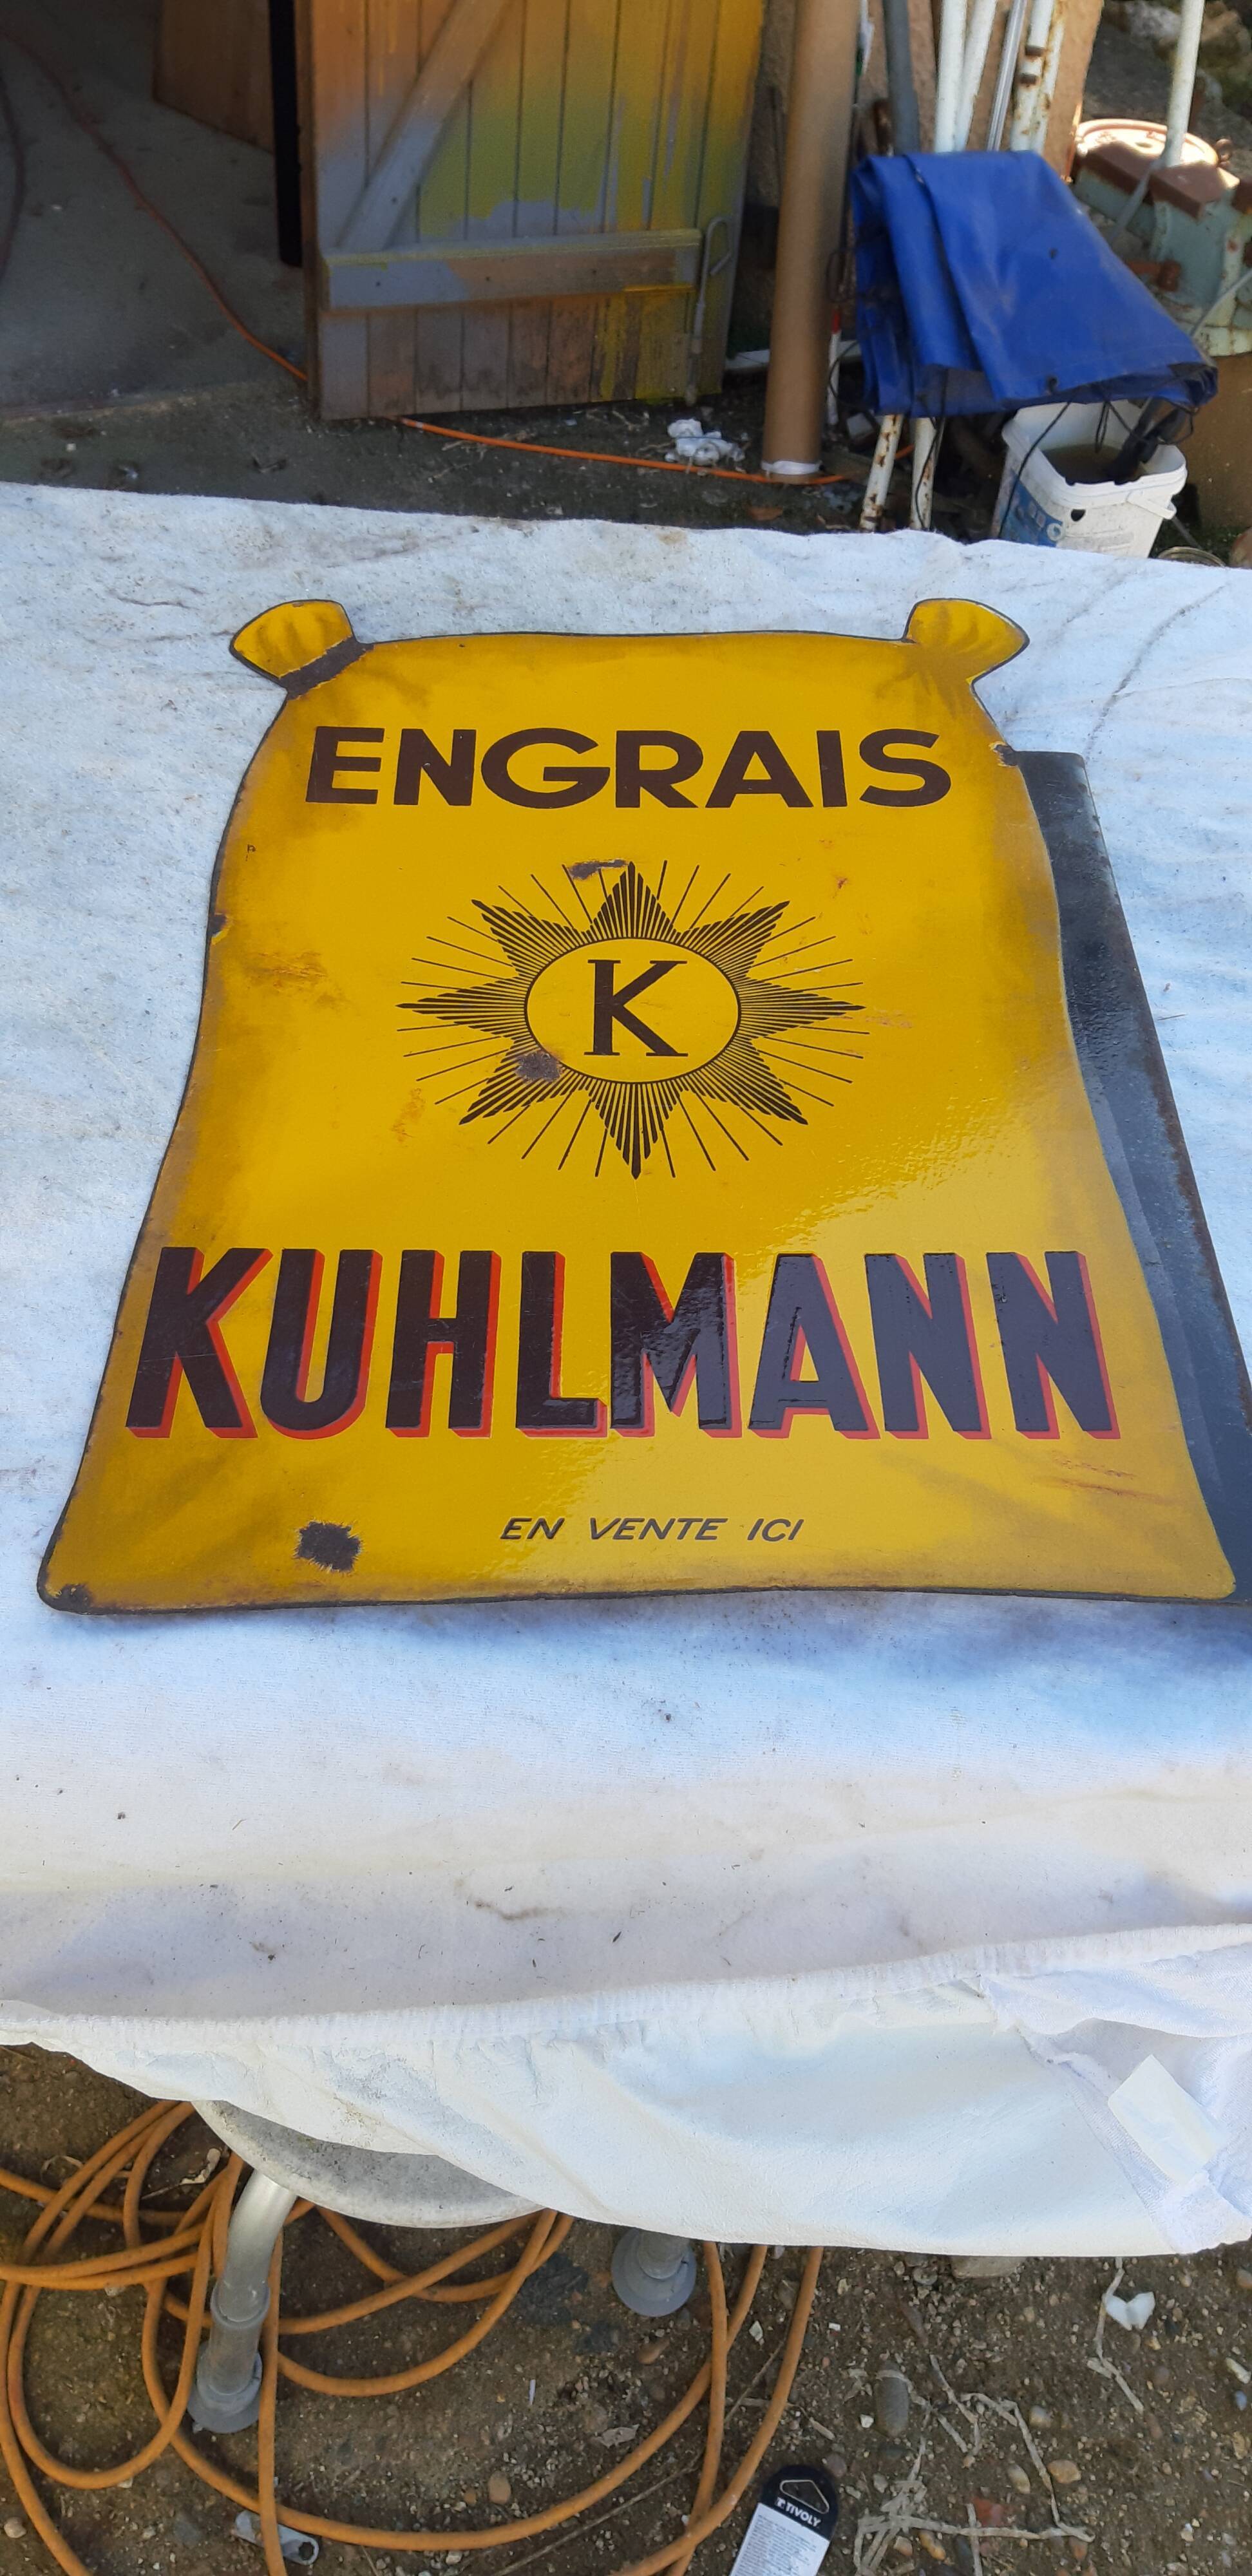 ENGRAIS
K
KUHLMANN
EN VENTE ICI
TIVOLY